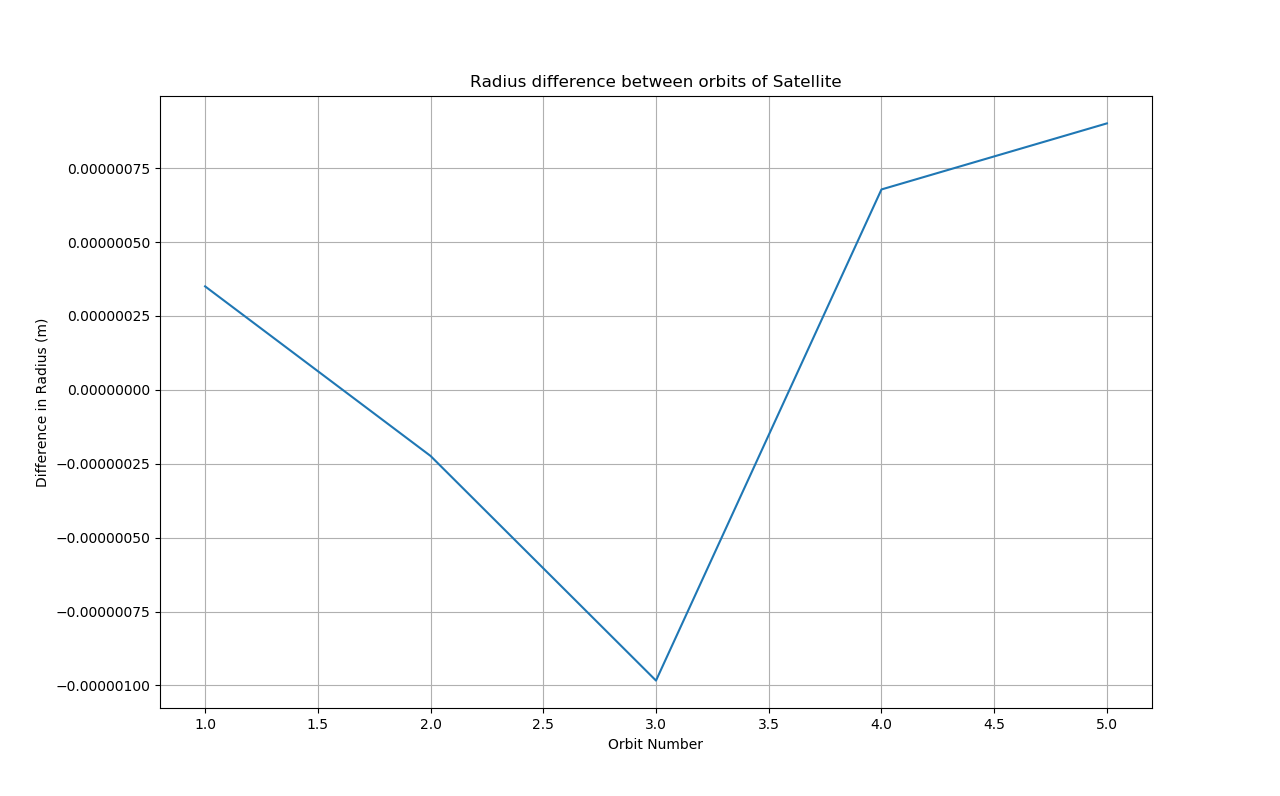 Radius difference between orbits of Satellite
0.00000075
0.00000050
0.00000025
0.00000000
−0.00000025
−0.00000050
−0.00000075
−0.00000100
Difference in Radius (m)
1.0 1.5 2.0 2.5 3.0 3.5 4.0 4.5 5.0
Orbit Number